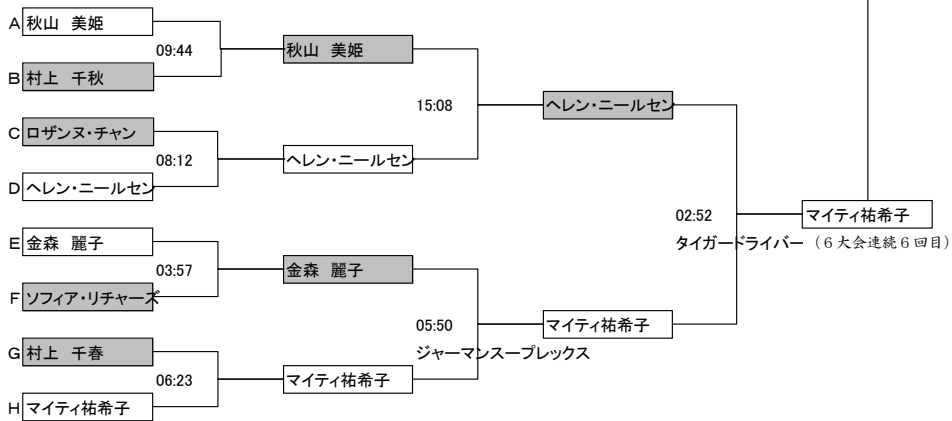 A 秋山 美姫
09:44
B 村上 千秋
秋山 美姫
15:08
C ロザンヌ・チャン
08:12
D ヘレン・ニールセン
ヘレン・ニールセン
ヘレン・ニールセン
E 金森 麗子
03:57
F ソフィア・リチャーズ
金森 麗子
05:50
ジャーマンスープレックス
G 村上 千春
06:23
H マイティ祐希子
マイティ祐希子
マイティ祐希子
02:52
タイガードライバー (6大会連続6回目)
マイティ祐希子